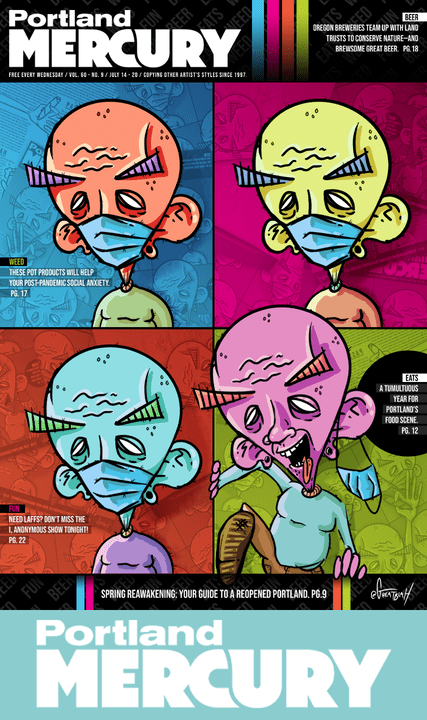 Portland
MERCURY
FREE EVERY WEDNESDAY / VOL. 60 - NO. 9 / JULY 14 - 20 / COPYING OTHER ARTIST'S STYLES SINCE 1997.
BEER
OREGON BREWERIES TEAM UP WITH LAND
TRUSTS TO CONSERVE NATURE—AND
BREWSOME GREAT BEER. PG.18
WEED
THESE POT PRODUCTS WILL HELP
YOUR POST-PANDEMIC SOCIAL ANXIETY.
PG. 17
EATS
A TUMULTUOUS
YEAR FOR
PORTLAND'S
FOOD SCENE.
PG. 12
FUN
NEED LAFFS? DON'T MISS THE
I, ANONYMOUS SHOW TONIGHT!
PG. 22
SPRING REAWAKENING: YOUR GUIDE TO A REOPENED PORTLAND. PG.9
Portland
MERCURY